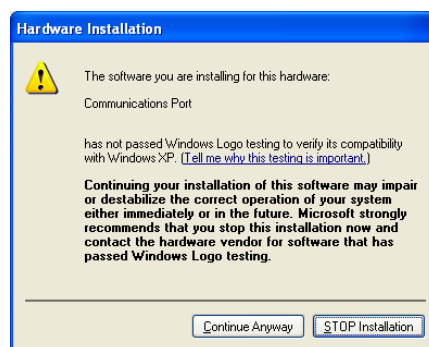 Hardware Installation
The software you are installing for this hardware:
Communications Port
has not passed Windows Logo testing to verify its compatibility
with Windows XP. (Tell me why this testing is important.)
Continuing your installation of this software may impair
or destabilize the correct operation of your system
either immediately or in the future. Microsoft strongly
recommends that you stop this installation now and
contact the hardware vendor for software that has
passed Windows Logo testing.
Continue Anyway STOP Installation